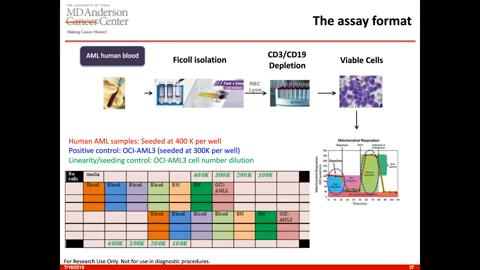 THE UNIVERSITY OF TEXAS
MD Anderson
Cancer Center
Making Cancer History®
The assay format
AML human blood
Ficoll isolation
CD3/CD19
Depletion
Viable Cells
RBC
Lysis
Human AML samples: Seeded at 400 K per well
Positive control: OCI-AML3 (seeded at 300K per well)
Linearity/seeding control: OCI-AML3 cell number dilution
Mitochondrial Respiration
400K 300K 200K 100K
No cells media Blood Blood Blood Blood BM BM OCI-AML3
Blood Blood Blood Blood BM BM OCI-AML3
400K 300K 200K 100K
For Research Use Only. Not for use in diagnostic procedures.
7/18/2019
37